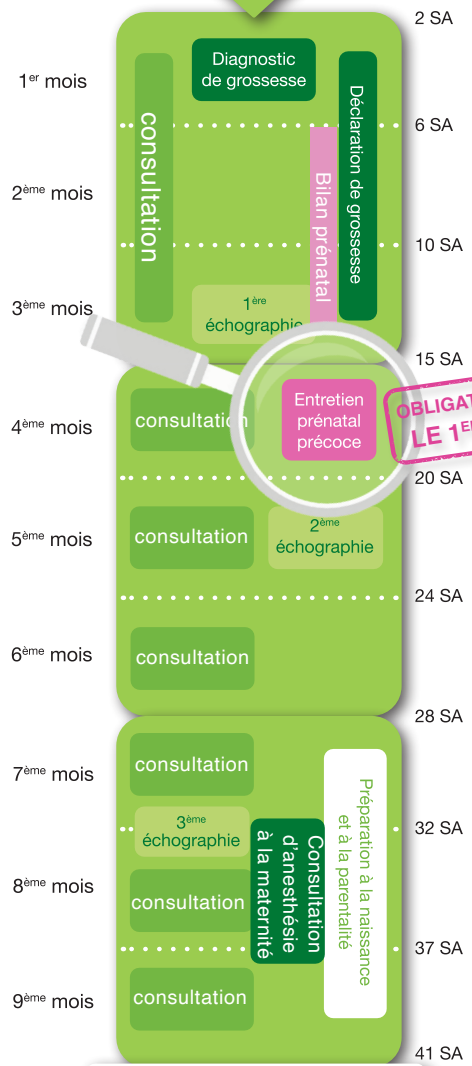 2 SA
1er mois
Diagnostic
de grossesse
consultation
Déclaration de grossesse
6 SA
Bilan prénatal
2ème mois
10 SA
3ème mois
1ère
échographie
15 SA
4ème mois
consultation
Entretien
prénatal
précoce
LE 1
20 SA
5ème mois
consultation
2ème
échographie
24 SA
6ème mois
consultation
28 SA
7ème mois
consultation
Préparation à la naissance
et à la parentalité
3ème
échographie
32 SA
Consultation
d'anesthésie
à la maternité
8ème mois
consultation
37 SA
9ème mois
consultation
41 SA